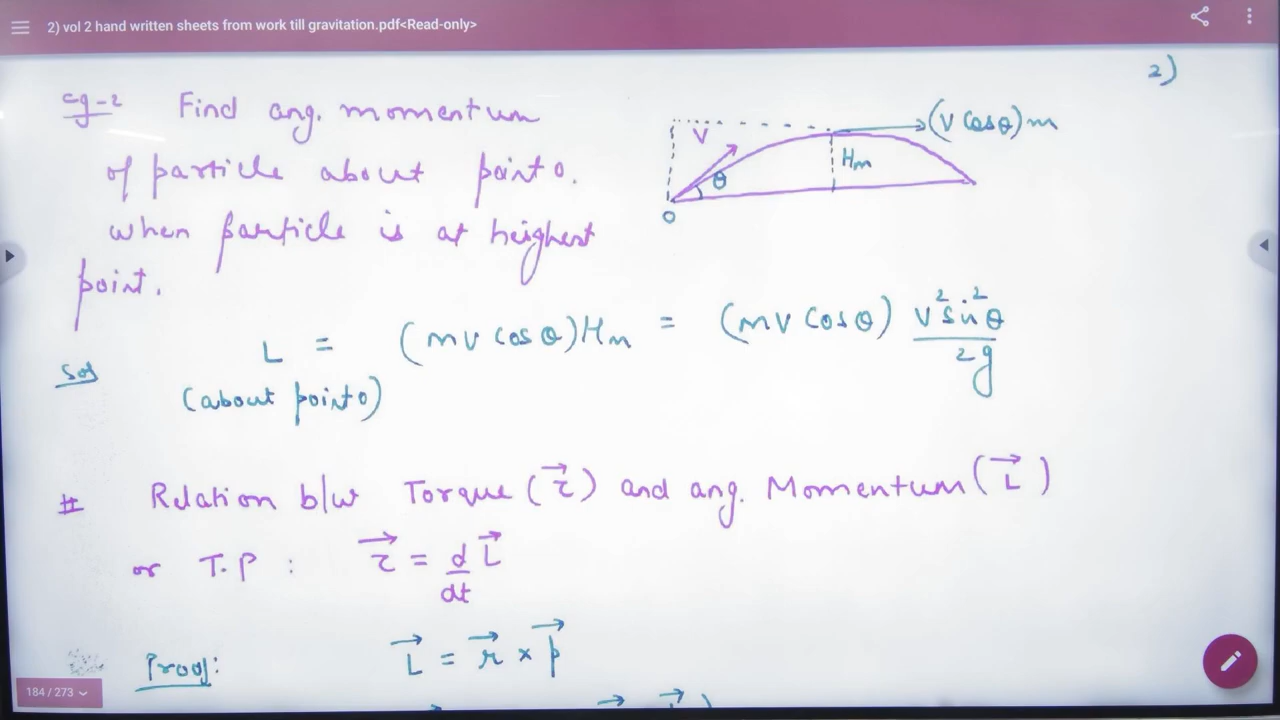 2) vol 2 hand written sheets from work till gravitation.pdf<Read-only>
2)
eg-2 Find ang. momentum
of particle about point O.
when particle is at heighest
point.
V
θ
O
Hm
(V Cosθ)m
Sol L = (mv cosθ)Hm = (mv cosθ) v²sin²θ/2g
(about point O)
# Relation b/w Torque(τ⃗) and ang. Momentum(L⃗)
or T.P : τ⃗ = d/dt L⃗
Proof: L⃗ = r⃗ × p⃗
184 / 273